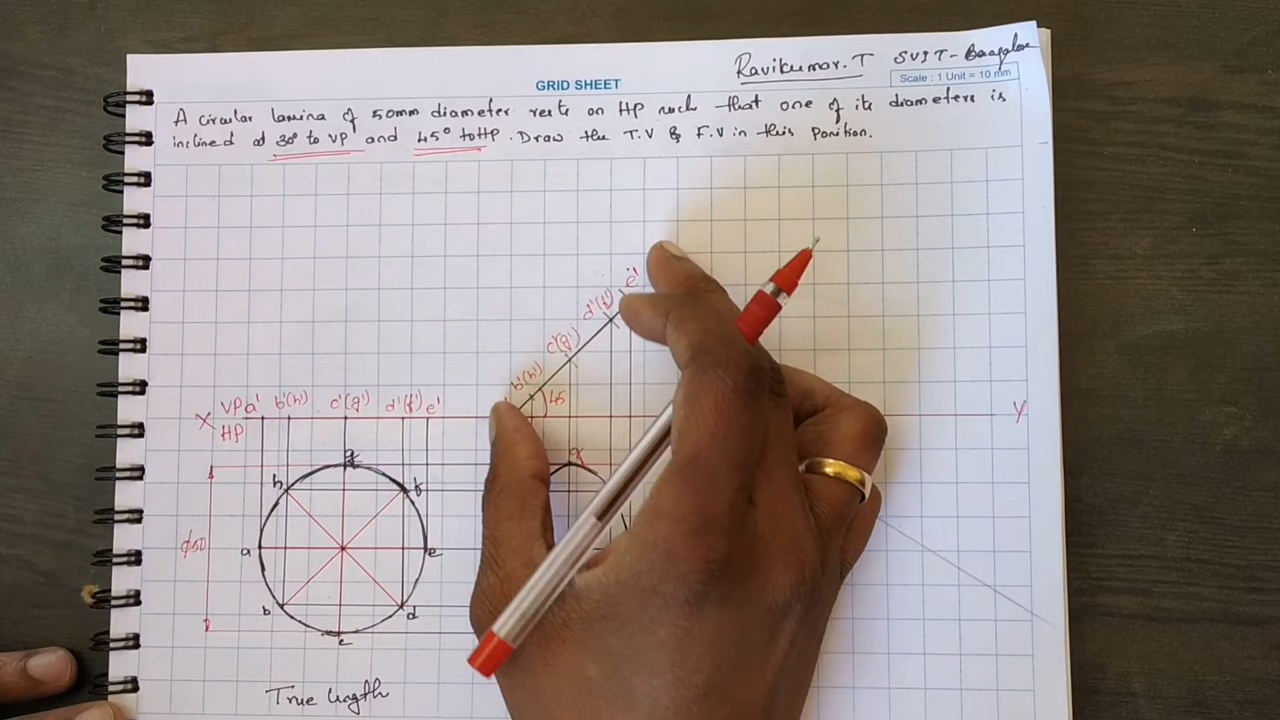 Ravikumar.T SVIT-Bangalore
GRID SHEET
Scale : 1 Unit = 10 mm
A circular lamina of 50mm diameter rests on HP such that one of its diameters is
inclined at 30° to VP and 45° to HP. Draw the T.V & F.V in this Position.
e'
d'(f')
c'(g')
b'(h')
45
X VP a' b'(h') c'(g') d'(f') e' Y
HP
g g
h f
ϕ50 a e
b d
c
True length